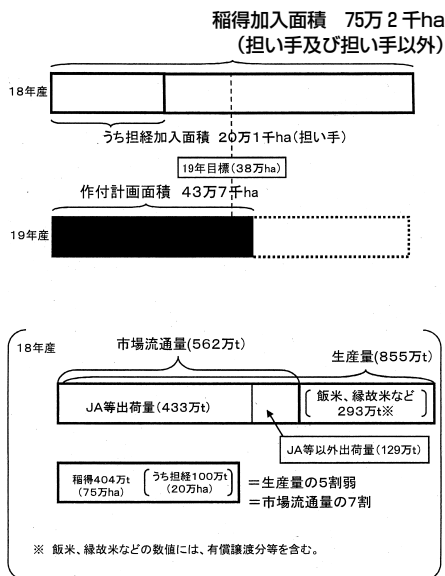 稲得加入面積　75万2千ha
（担い手及び担い手以外）
18年産
うち担経加入面積 20万1千ha（担い手）
19年目標（38万ha）
作付計画面積 43万7千ha
19年産
18年産
市場流通量（562万t）
生産量（855万t）
JA等出荷量（433万t）
飯米、縁故米など
293万t※
JA等以外出荷量（129万t）
稲得404万t
（75万ha）
うち担経100万t
（20万ha）
＝生産量の5割弱
＝市場流通量の7割
※ 飯米、縁故米などの数値には、有償譲渡分等を含む。